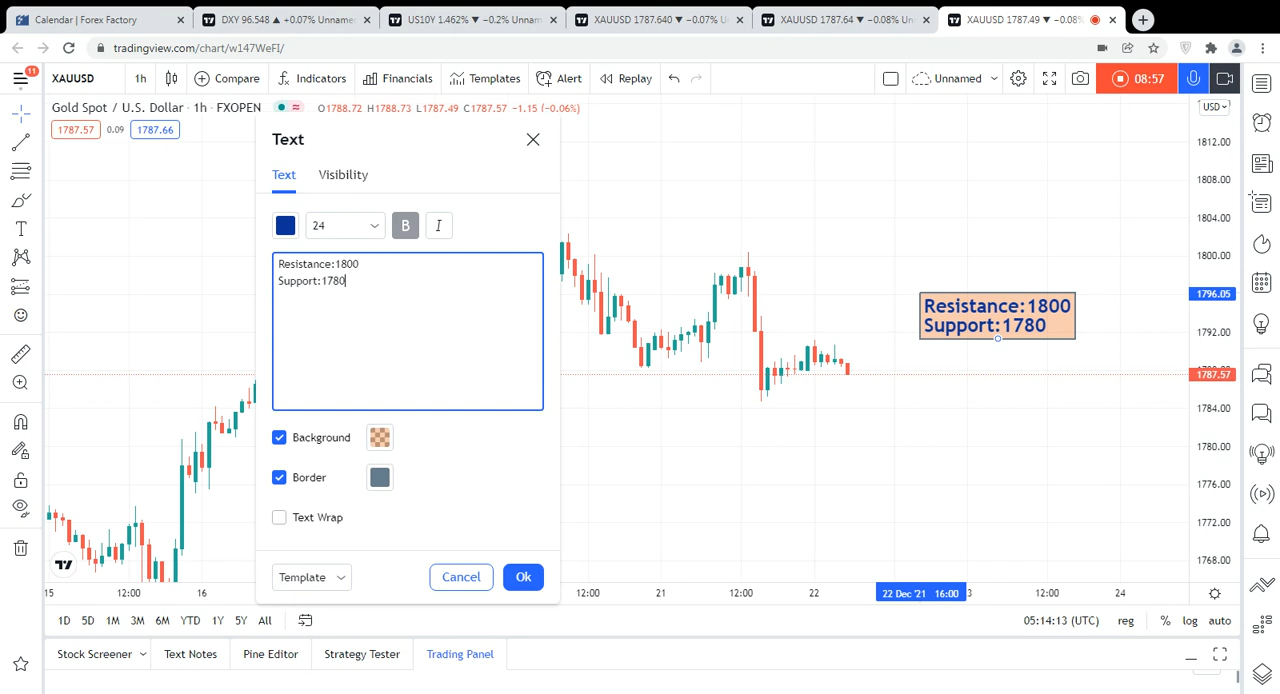 Calendar | Forex Factory
DXY 96.548 ▲ +0.07% Unname
US10Y 1.462% ▼ −0.2% Unnam
XAUUSD 1787.640 ▼ −0.07% U
XAUUSD 1787.64 ▼ −0.08% Un
XAUUSD 1787.49 ▼ −0.08%
tradingview.com/chart/w147WeFI/
11
XAUUSD
1h
Compare
Indicators
Financials
Templates
Alert
Replay
Unnamed
08:57
Gold Spot / U.S. Dollar · 1h · FXOPEN
O1788.72 H1788.73 L1787.49 C1787.57 −1.15 (−0.06%)
USD
1787.57
0.09
1787.66
Text
Text
Visibility
24
B
I
Resistance:1800
Support:1780
Background
Border
Text Wrap
Template
Cancel
Ok
Resistance:1800
Support:1780
1812.00
1808.00
1804.00
1800.00
1796.05
1792.00
1787.57
1784.00
1780.00
1776.00
1772.00
1768.00
15
12:00
16
12:00
21
12:00
22
22 Dec '21 16:00
3
12:00
24
1D
5D
1M
3M
6M
YTD
1Y
5Y
All
05:14:13 (UTC)
reg
%
log
auto
Stock Screener
Text Notes
Pine Editor
Strategy Tester
Trading Panel